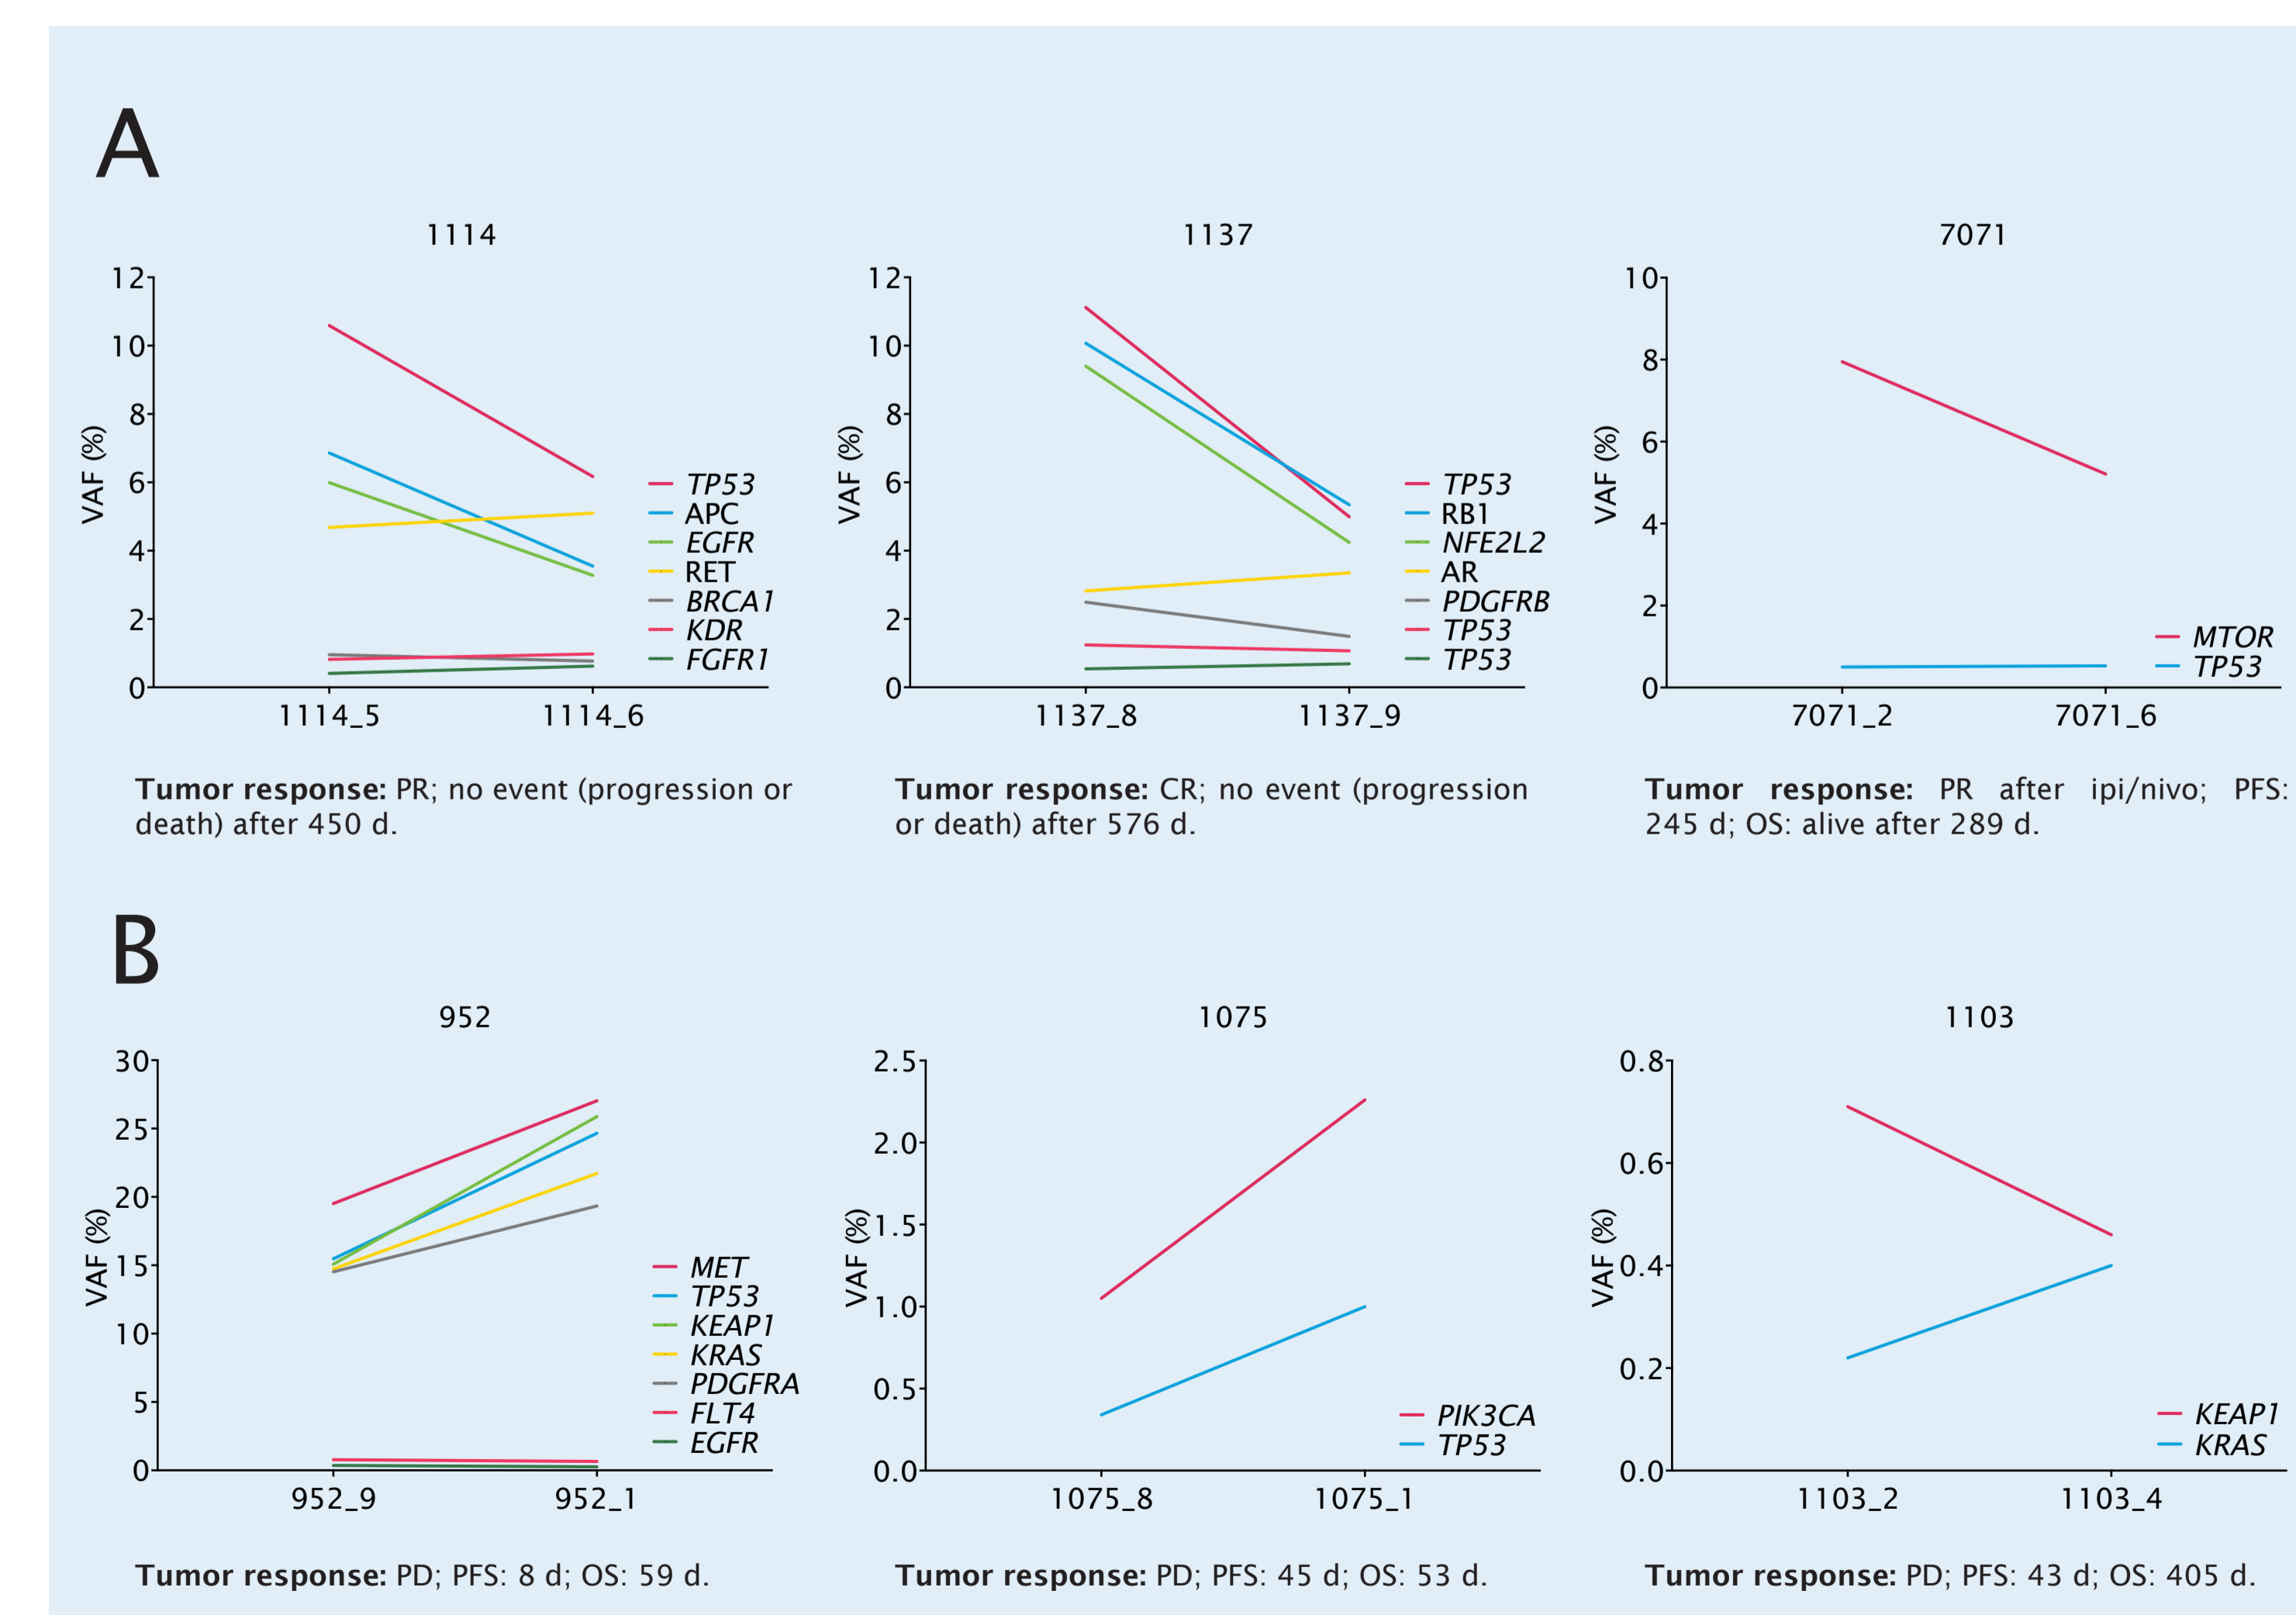 A
1114
12
10
8
6
4
2
0
VAF (%)
TP53
APC
EGFR
RET
BRCA1
KDR
FGFR1
1114_5 1114_6
Tumor response: PR; no event (progression or
death) after 450 d.
1137
12
10
8
6
4
2
0
VAF (%)
TP53
RB1
NFE2L2
AR
PDGFRB
TP53
TP53
1137_8 1137_9
Tumor response: CR; no event (progression
or death) after 576 d.
7071
10
8
6
4
2
0
VAF (%)
MTOR
TP53
7071_2 7071_6
Tumor response: PR after ipi/nivo; PFS:
245 d; OS: alive after 289 d.
B
952
30
25
20
15
10
5
0
VAF (%)
MET
TP53
KEAP1
KRAS
PDGFRA
FLT4
EGFR
952_9 952_1
Tumor response: PD; PFS: 8 d; OS: 59 d.
1075
2.5
2.0
1.5
1.0
0.5
0.0
VAF (%)
PIK3CA
TP53
1075_8 1075_1
Tumor response: PD; PFS: 45 d; OS: 53 d.
1103
0.8
0.6
0.4
0.2
0.0
VAF (%)
KEAP1
KRAS
1103_2 1103_4
Tumor response: PD; PFS: 43 d; OS: 405 d.